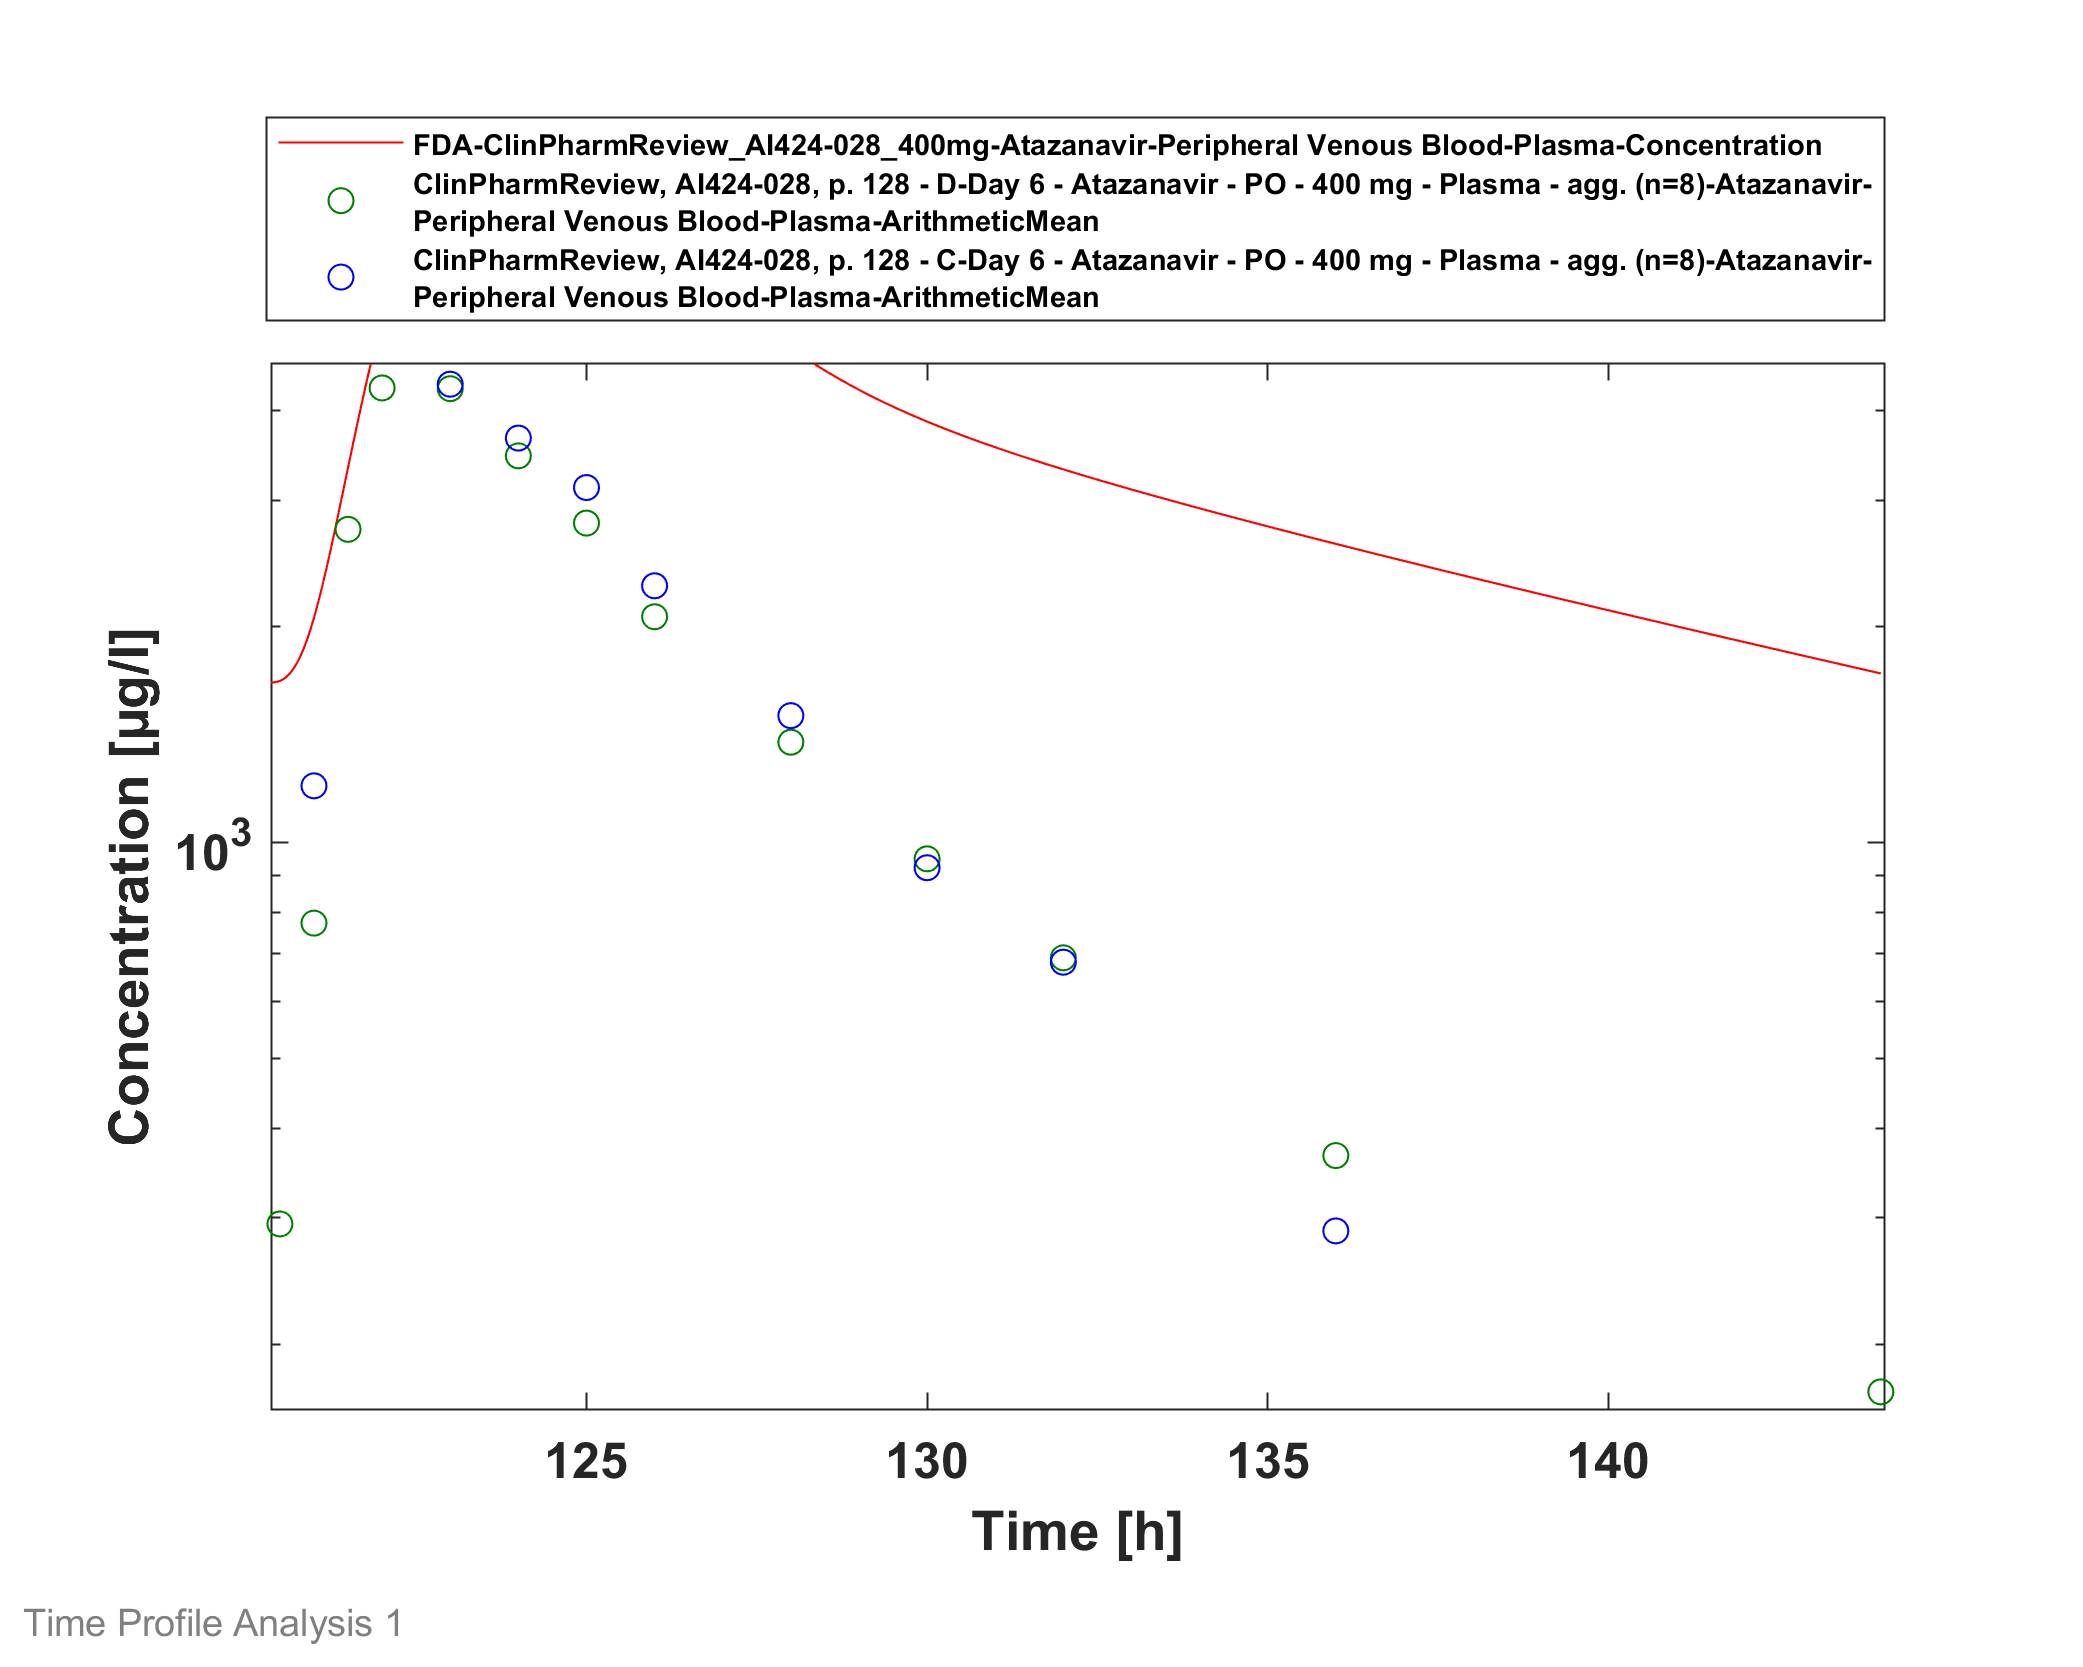 FDA-ClinPharmReview_AI424-028_400mg-Atazanavir-Peripheral Venous Blood-Plasma-Concentration
ClinPharmReview, AI424-028, p. 128 - D-Day 6 - Atazanavir - PO - 400 mg - Plasma - agg. (n=8)-Atazanavir-
Peripheral Venous Blood-Plasma-ArithmeticMean
ClinPharmReview, AI424-028, p. 128 - C-Day 6 - Atazanavir - PO - 400 mg - Plasma - agg. (n=8)-Atazanavir-
Peripheral Venous Blood-Plasma-ArithmeticMean
Concentration [µg/l]
10^3
125 130 135 140
Time [h]
Time Profile Analysis 1